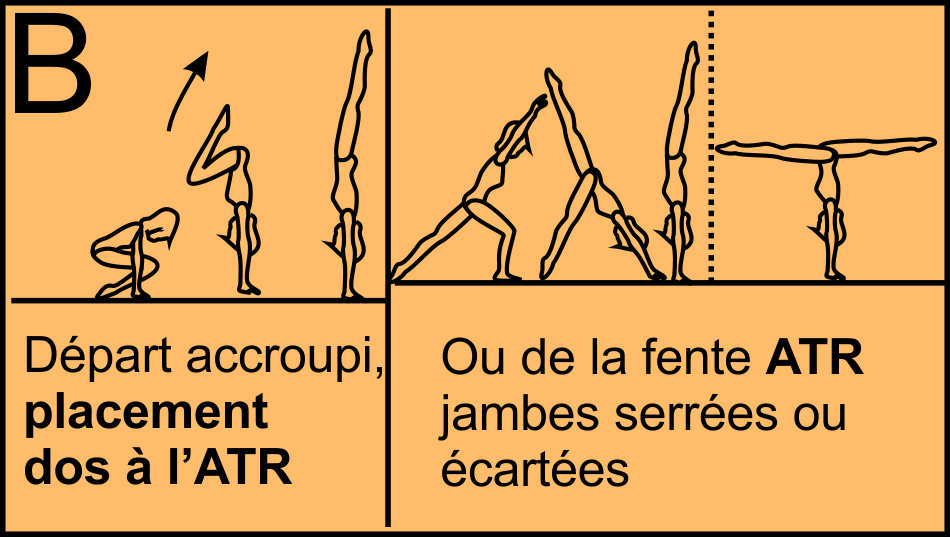 B
Départ accroupi,
placement
dos à l’ATR
Ou de la fente ATR
jambes serrées ou
écartées